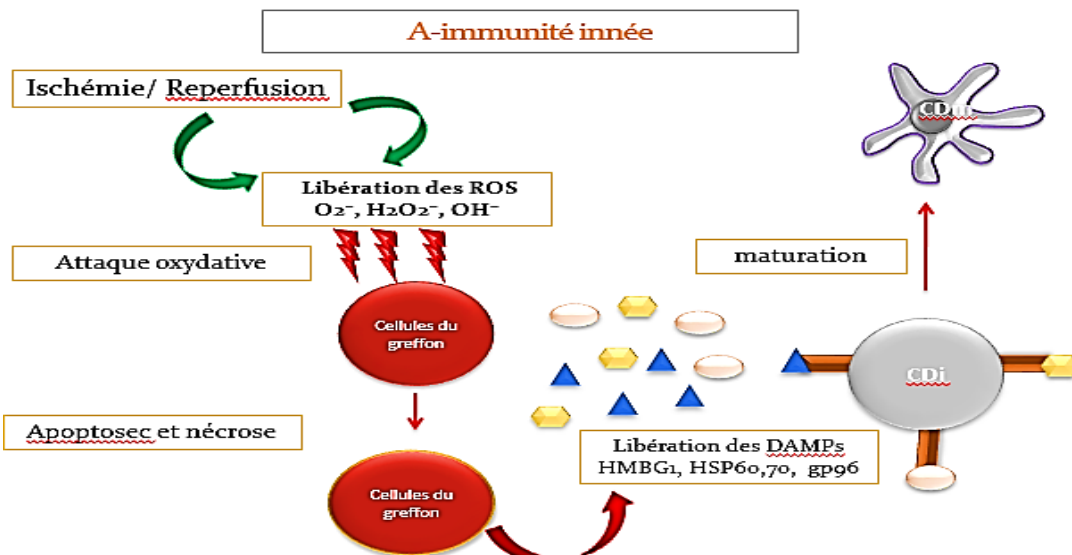 A-immunité innée
Ischémie/ Reperfusion
Libération des ROS
O2⁻, H2O2⁻, OH⁻
Attaque oxydative
Cellules du
greffon
Apoptosec et nécrose
Cellules du
greffon
Libération des DAMPs
HMBG1, HSP60,70, gp96
CDi
maturation
CDm